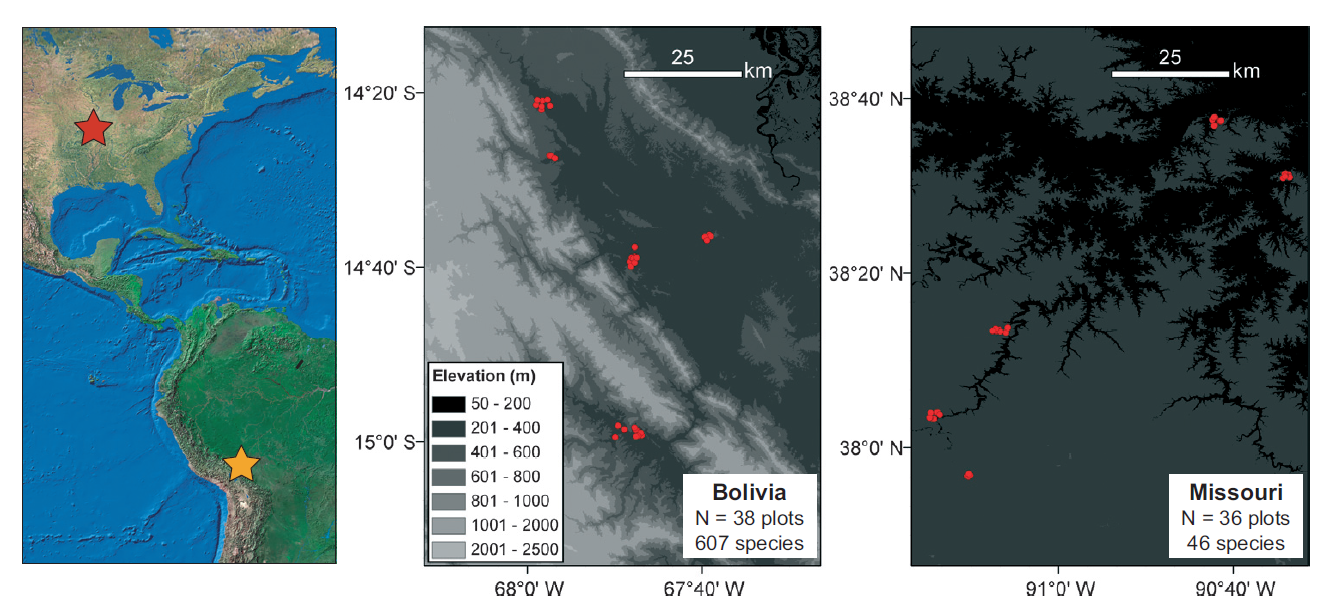 25
km
14°20' S
14°40' S
15°0' S
Elevation (m)
50 - 200
201 - 400
401 - 600
601 - 800
801 - 1000
1001 - 2000
2001 - 2500
Bolivia
N = 38 plots
607 species
68°0' W
67°40' W
25
km
38°40' N
38°20' N
38°0' N
Missouri
N = 36 plots
46 species
91°0' W
90°40' W